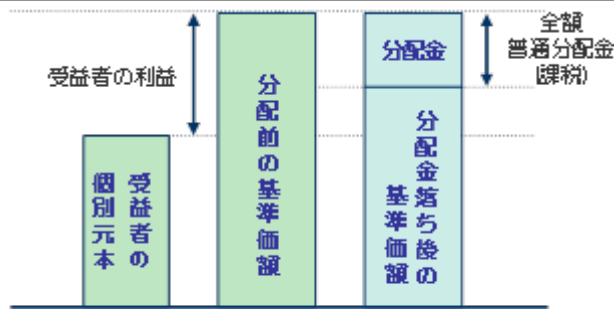 全額
普通分配金
(課税)
分配金
受益者の利益
分配前の基準価額
分配金落ち後の
基準価額
受益者の
個別元本